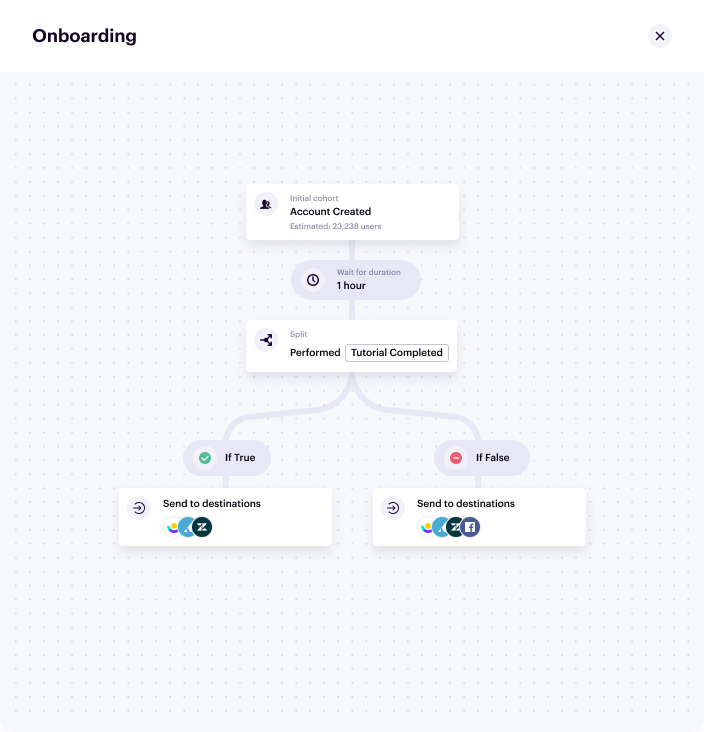 Onboarding
Initial cohort
Account Created
Estimated: 23,238 users
Wait for duration
1 hour
Split
Performed Tutorial Completed
If True
If False
Send to destinations
Send to destinations